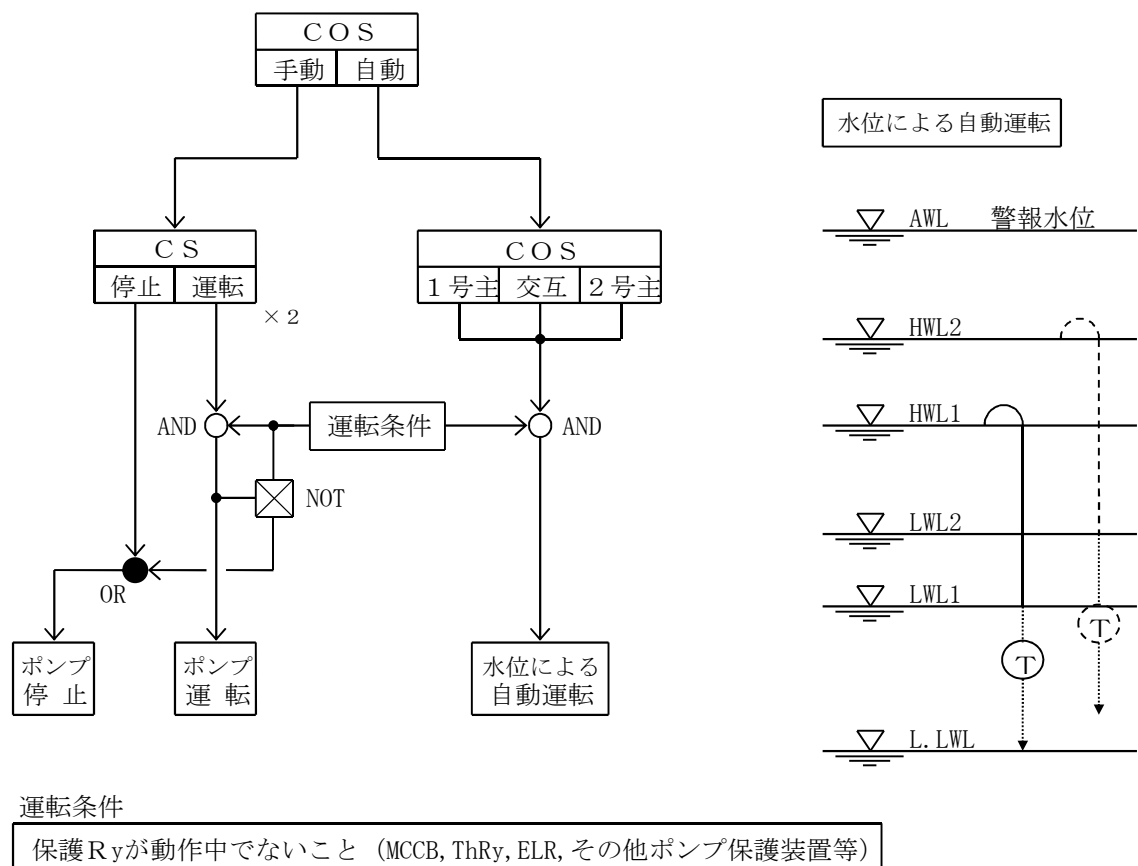 ＣＯＳ
手動 自動
ＣＳ
停止 運転
×２
ＣＯＳ
１号主 交互 ２号主
AND
運転条件
AND
NOT
OR
ポンプ
停 止
ポンプ
運 転
水位による
自動運転
水位による自動運転
AWL 警報水位
HWL2
HWL1
LWL2
LWL1
T
T
L.LWL
運転条件
保護Ｒyが動作中でないこと (MCCB,ThRy,ELR,その他ポンプ保護装置等)